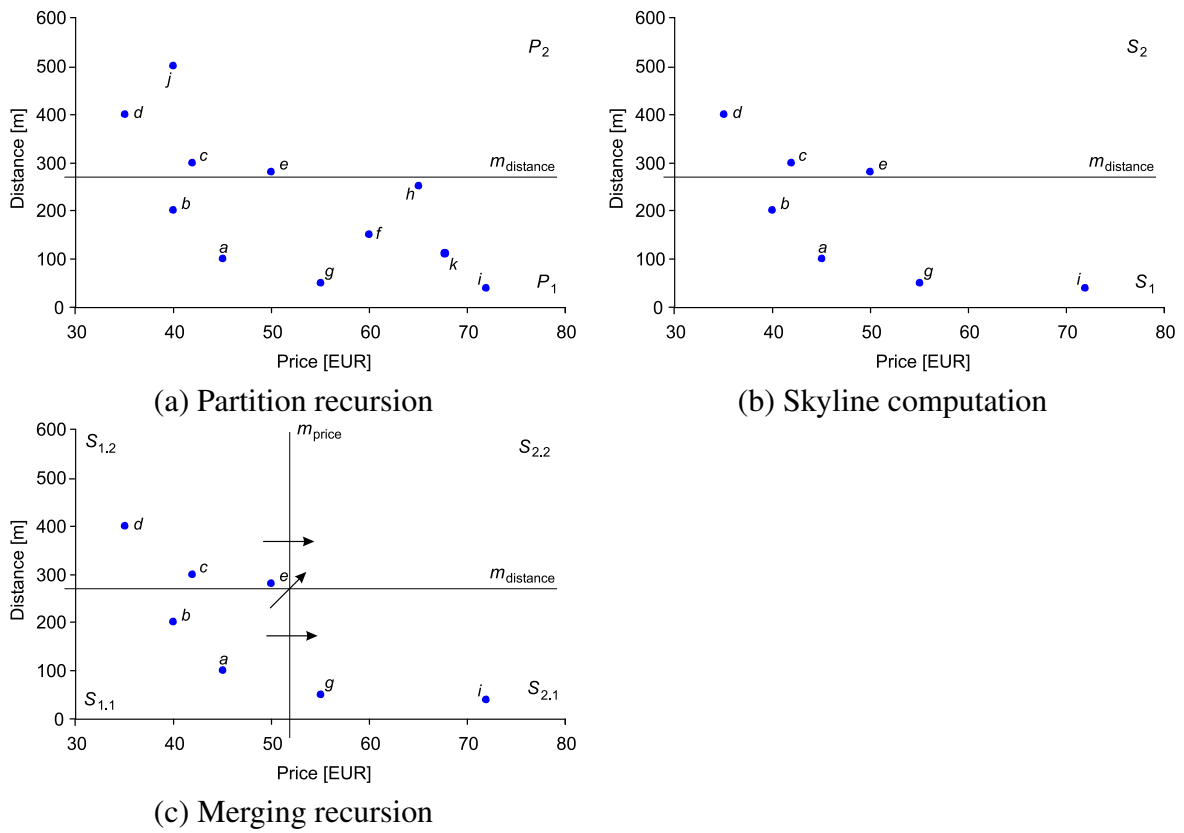 600
500
400
300
200
100
0
Distance [m]
P2
j
d
c
e
mdistance
h
b
f
a
k
g
i
P1
30 40 50 60 70 80
Price [EUR]
(a) Partition recursion
600
500
400
300
200
100
0
Distance [m]
S2
d
c
e
mdistance
b
a
g
i
S1
30 40 50 60 70 80
Price [EUR]
(b) Skyline computation
600
500
400
300
200
100
0
Distance [m]
S1.2
mprice
S2.2
d
c
e
mdistance
b
a
g
i
S1.1
S2.1
30 40 50 60 70 80
Price [EUR]
(c) Merging recursion